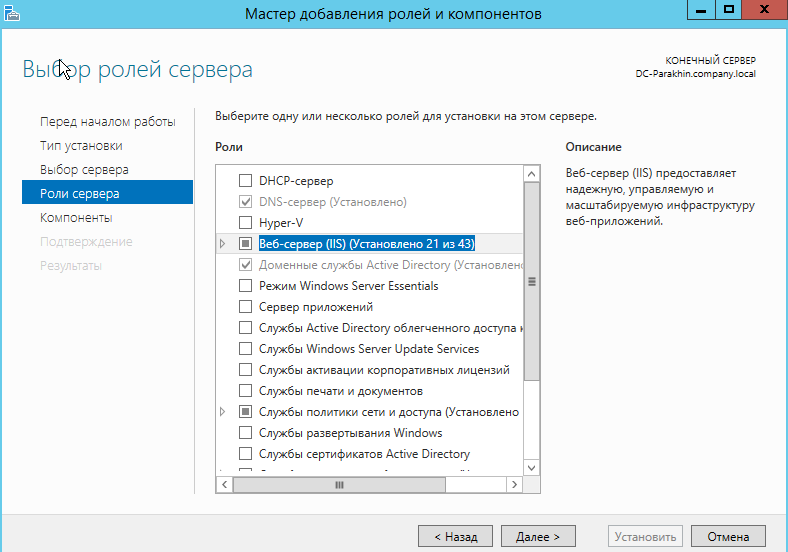 Мастер добавления ролей и компонентов
Выбор ролей сервера
КОНЕЧНЫЙ СЕРВЕР
DC-Parakhin.company.local
Перед началом работы
Тип установки
Выбор сервера
Роли сервера
Компоненты
Подтверждение
Результаты
Выберите одну или несколько ролей для установки на этом сервере.
Роли
DHCP-сервер
DNS-сервер (Установлено)
Hyper-V
Веб-сервер (IIS) (Установлено 21 из 43)
Доменные службы Active Directory (Установлено
Режим Windows Server Essentials
Сервер приложений
Службы Active Directory облегченного доступа к
Службы Windows Server Update Services
Службы активации корпоративных лицензий
Службы печати и документов
Службы политики сети и доступа (Установлено
Службы развертывания Windows
Службы сертификатов Active Directory
Описание
Веб-сервер (IIS) предоставляет
надежную, управляемую и
масштабируемую инфраструктуру
веб-приложений.
< Назад
Далее >
Установить
Отмена